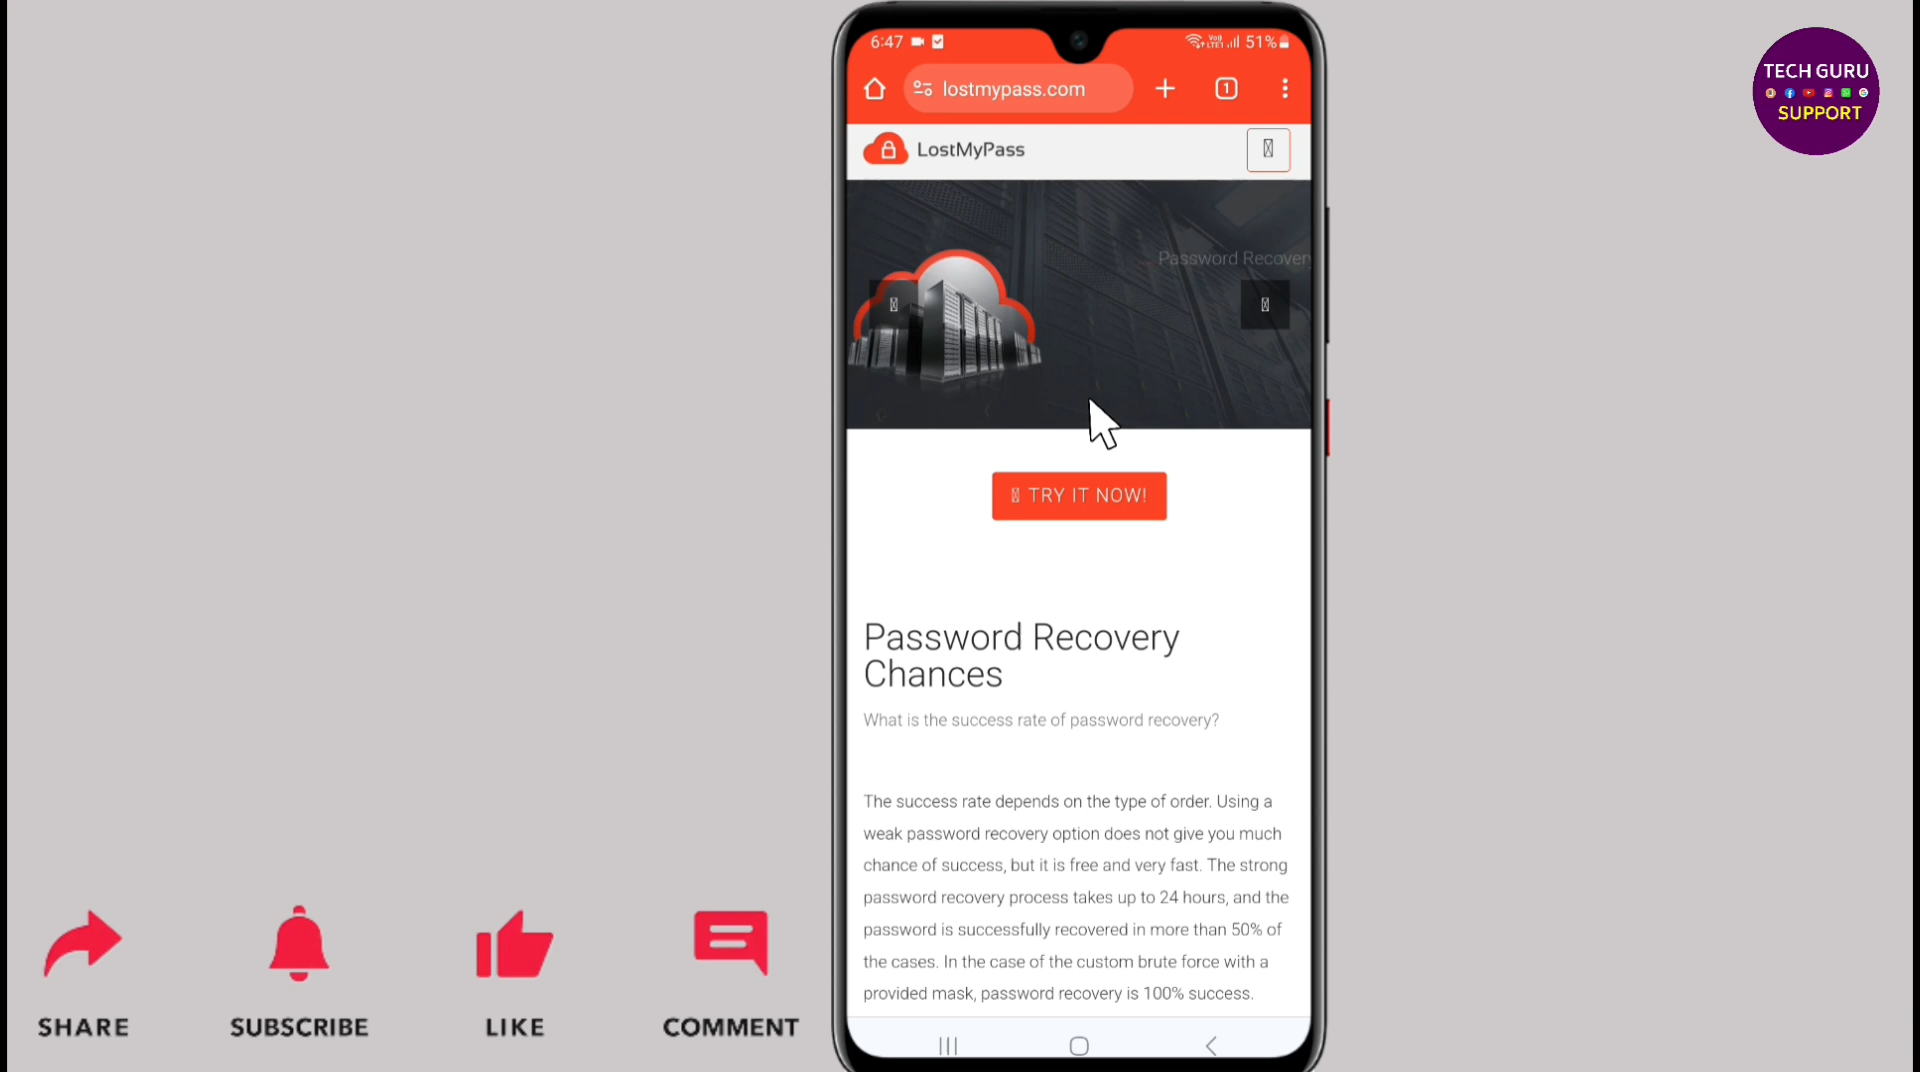 6:47
Vo)) LTE1
51%
lostmypass.com
1
LostMyPass
Password Recovery
TRY IT NOW!
Password Recovery
Chances
What is the success rate of password recovery?
The success rate depends on the type of order. Using a
weak password recovery option does not give you much
chance of success, but it is free and very fast. The strong
password recovery process takes up to 24 hours, and the
password is successfully recovered in more than 50% of
the cases. In the case of the custom brute force with a
provided mask, password recovery is 100% success.
TECH GURU
SUPPORT
SHARE
SUBSCRIBE
LIKE
COMMENT